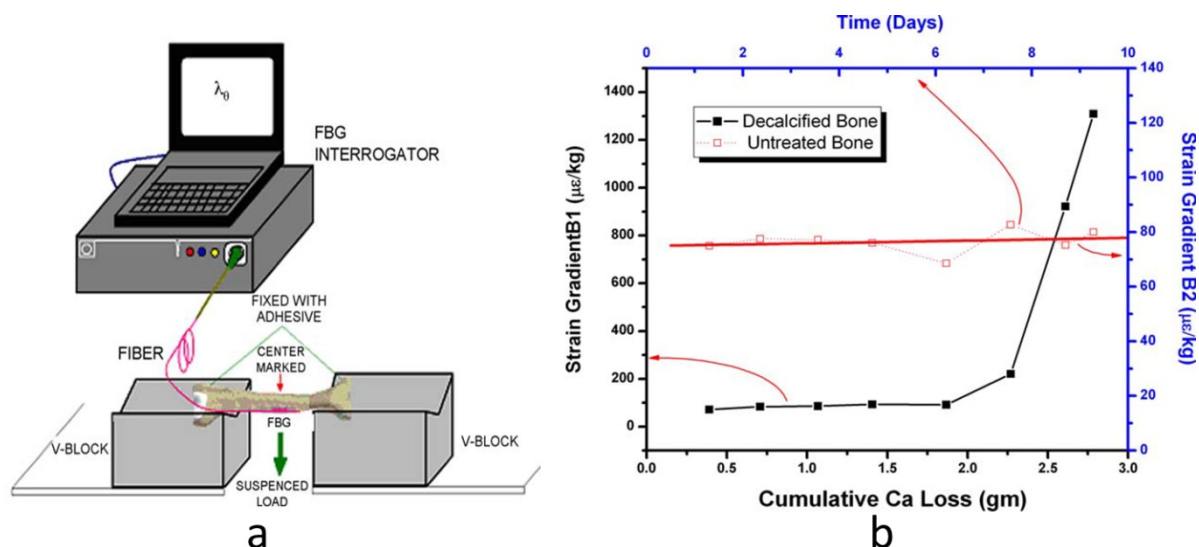 λθ
FBG
INTERROGATOR
FIXED WITH
ADHESIVE
CENTER
MARKED
FIBER
FBG
V-BLOCK
V-BLOCK
SUSPENCED
LOAD
a
Time (Days)
0 2 4 6 8 10
Decalcified Bone
Untreated Bone
Strain GradientB1 (με/kg)
1400
1200
1000
800
600
400
200
0
140
120
100
80
60
40
20
0
Strain Gradient B2 (με/kg)
0.0 0.5 1.0 1.5 2.0 2.5 3.0
Cumulative Ca Loss (gm)
b